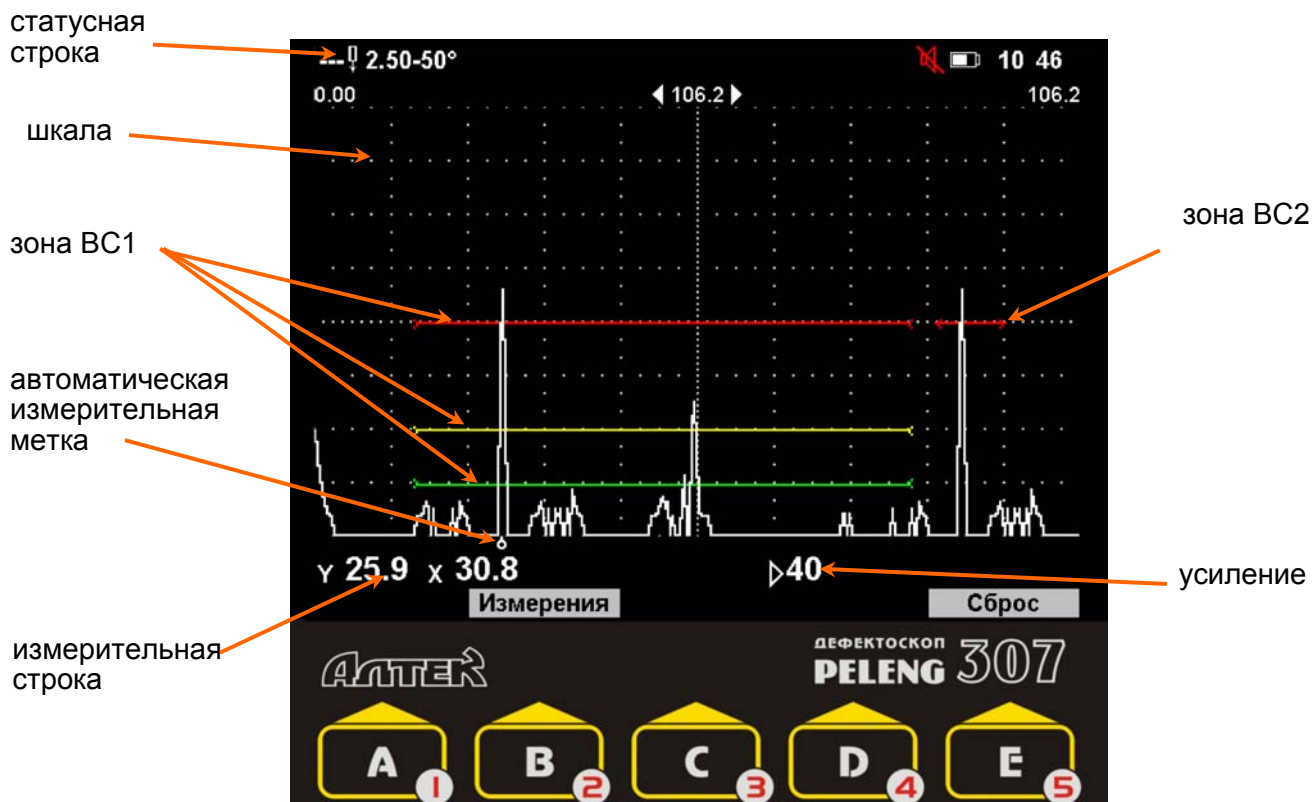 статусная
строка
--- 2.50-50° 10 46
0.00 106.2 106.2
шкала
зона ВС1
зона ВС2
автоматическая
измерительная
метка
Y 25.9 X 30.8 40
усиление
Измерения Сброс
измерительная
строка
АЛТЕК
ДЕФЕКТОСКОП
PELENG 307
A 1
B 2
C 3
D 4
E 5